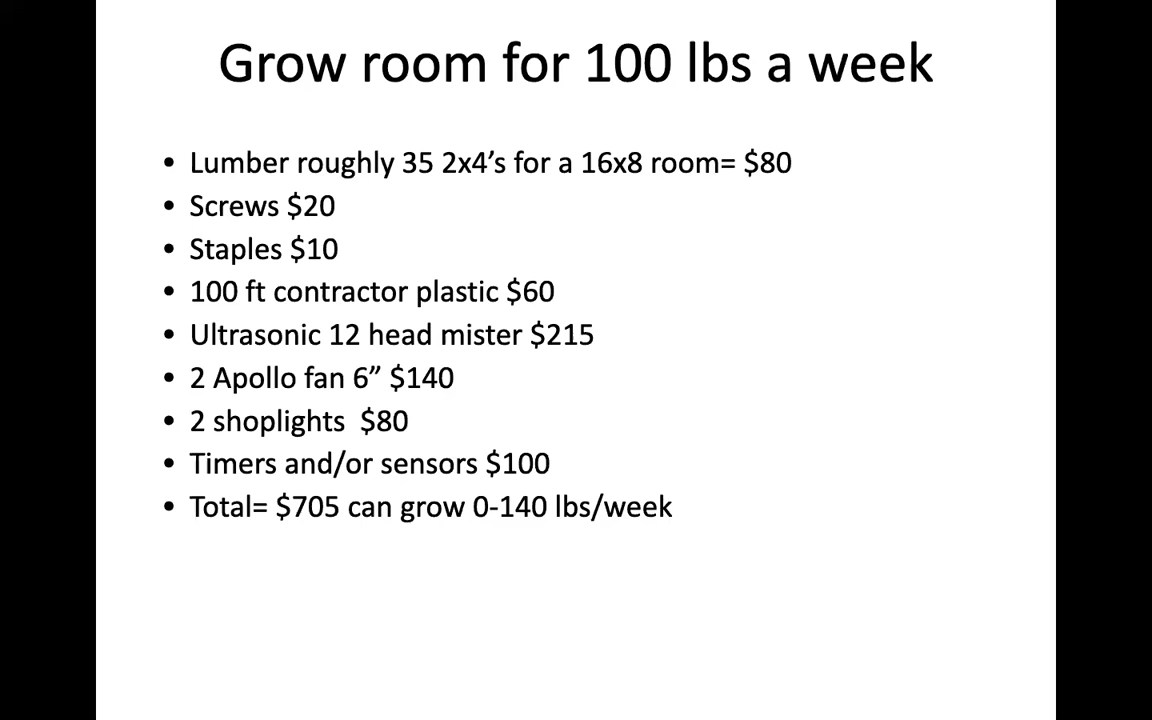 Grow room for 100 lbs a week
• Lumber roughly 35 2x4’s for a 16x8 room= $80
• Screws $20
• Staples $10
• 100 ft contractor plastic $60
• Ultrasonic 12 head mister $215
• 2 Apollo fan 6” $140
• 2 shoplights  $80
• Timers and/or sensors $100
• Total= $705 can grow 0-140 lbs/week